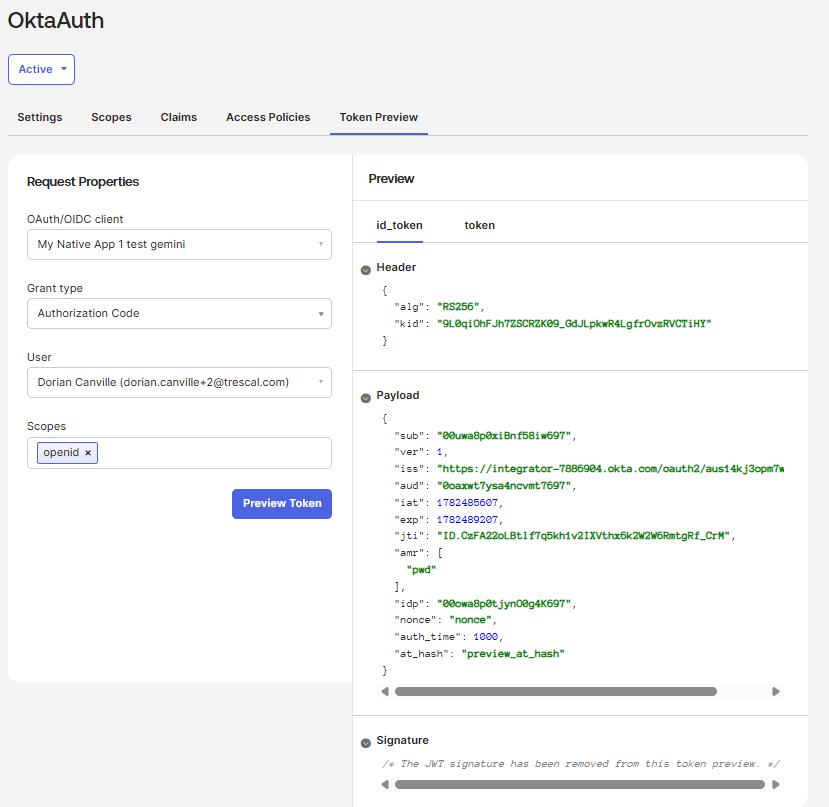 OktaAuth
Active
Settings Scopes Claims Access Policies Token Preview
Request Properties
OAuth/OIDC client
My Native App 1 test gemini
Grant type
Authorization Code
User
Dorian Canville (dorian.canville+2@trescal.com)
Scopes
openid ×
Preview Token
Preview
id_token token
Header
{
"alg": "RS256",
"kid": "9L0qiOhFJh7ZSCRZK09_GdJLpkwR4LgfrOvzRVCTiHY"
}
Payload
{
"sub": "00uwa8p0xiBnf58iw697",
"ver": 1,
"iss": "https://integrator-7886904.okta.com/oauth2/aus14kj3opm7w
"aud": "0oaxwt7ysa4ncvmt7697",
"iat": 1782485607,
"exp": 1782489207,
"jti": "ID.CzFA22oLBtlf7q5kh1v2IXVthx6k2W2W6RmtgRf_CrM",
"amr": [
"pwd"
],
"idp": "00owa8p0tjynO0g4K697",
"nonce": "nonce",
"auth_time": 1000,
"at_hash": "preview_at_hash"
}
Signature
/* The JWT signature has been removed from this token preview. */